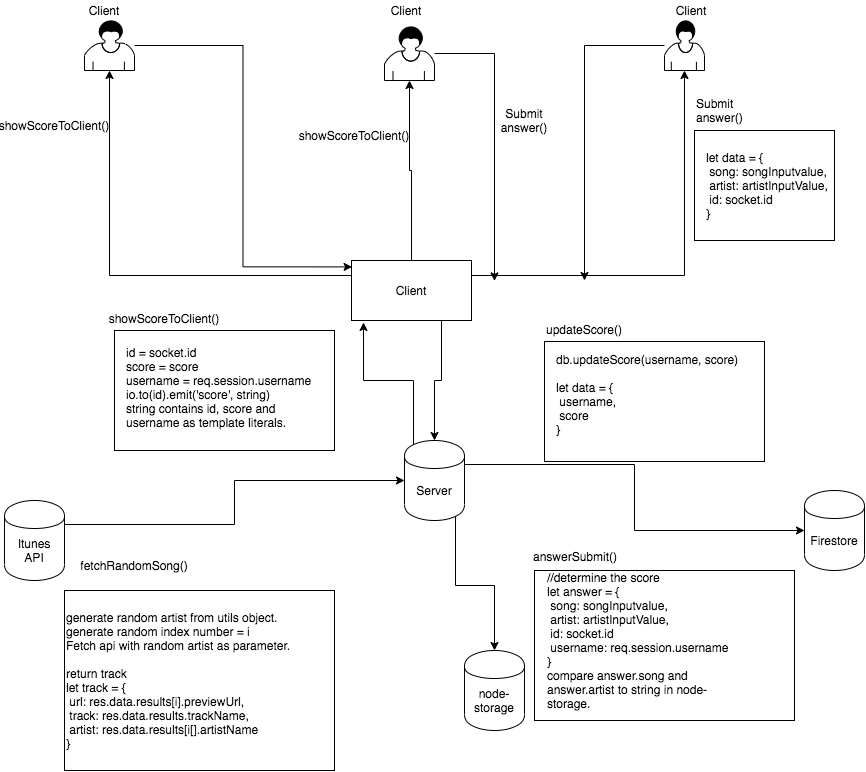 Client
Client
Client
showScoreToClient()
showScoreToClient()
Submit
answer()
Submit
answer()
let data = {
song: songInputvalue,
artist: artistInputValue,
id: socket.id
}
Client
showScoreToClient()
id = socket.id
score = score
username = req.session.username
io.to(id).emit('score', string)
string contains id, score and
username as template literals.
updateScore()
db.updateScore(username, score)
let data = {
username,
score
}
Server
Itunes
API
Firestore
fetchRandomSong()
generate random artist from utils object.
generate random index number = i
Fetch api with random artist as parameter.
return track
let track = {
url: res.data.results[i].previewUrl,
track: res.data.results.trackName,
artist: res.data.results[i[].artistName
}
answerSubmit()
//determine the score
let answer = {
song: songInputvalue,
artist: artistInputValue,
id: socket.id
username: req.session.username
}
compare answer.song and
answer.artist to string in node-
storage.
node-
storage